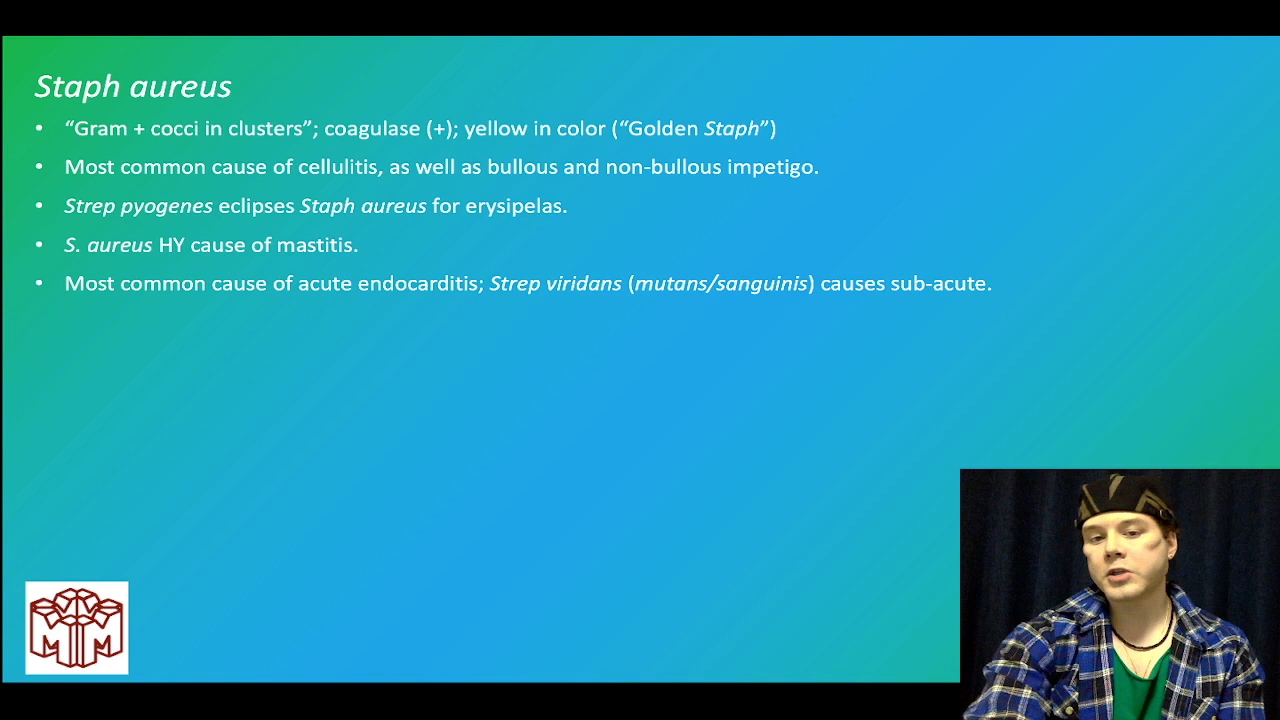 Staph aureus
• “Gram + cocci in clusters”; coagulase (+); yellow in color (“Golden Staph”)
• Most common cause of cellulitis, as well as bullous and non-bullous impetigo.
• Strep pyogenes eclipses Staph aureus for erysipelas.
• S. aureus HY cause of mastitis.
• Most common cause of acute endocarditis; Strep viridans (mutans/sanguinis) causes sub-acute.
M M